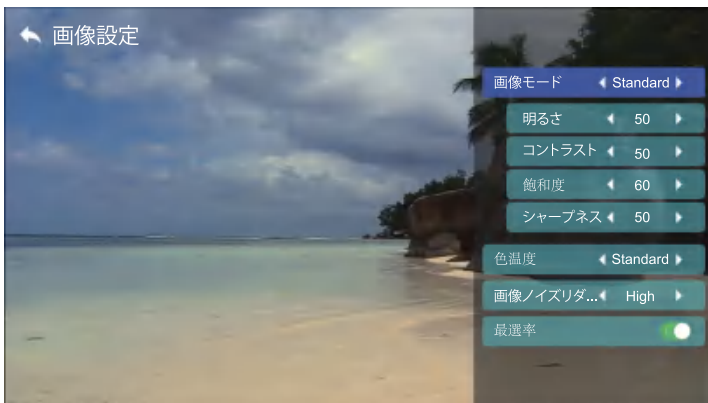 画像設定
画像モード Standard
明るさ 50
コントラスト 50
飽和度 60
シャープネス 50
色温度 Standard
画像ノイズリダ... High
最選率